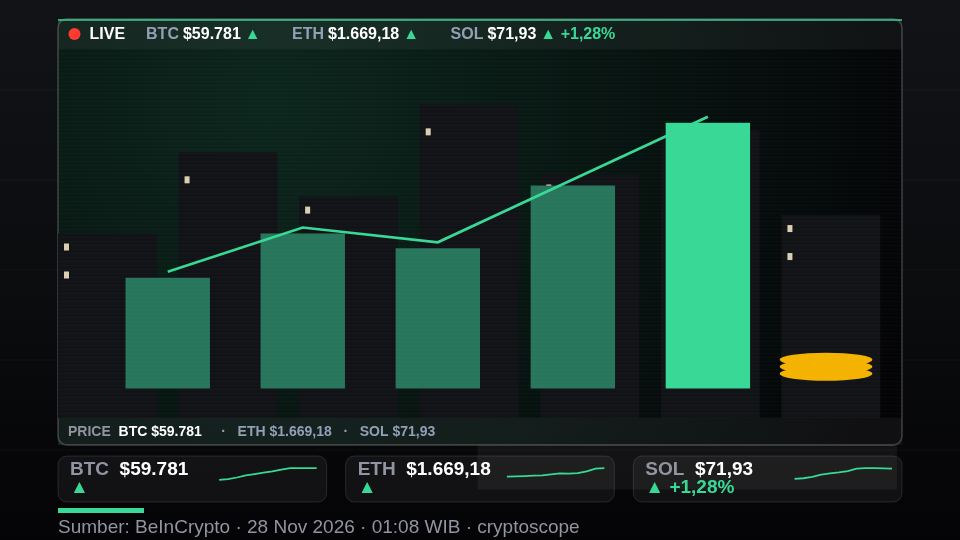 LIVE BTC $59.781 ▲ ETH $1.669,18 ▲ SOL $71,93 ▲ +1,28%
PRICE BTC $59.781 · ETH $1.669,18 · SOL $71,93
BTC $59.781
▲
ETH $1.669,18
▲
SOL $71,93
▲ +1,28%
Sumber: BeInCrypto · 28 Nov 2026 · 01:08 WIB · cryptoscope